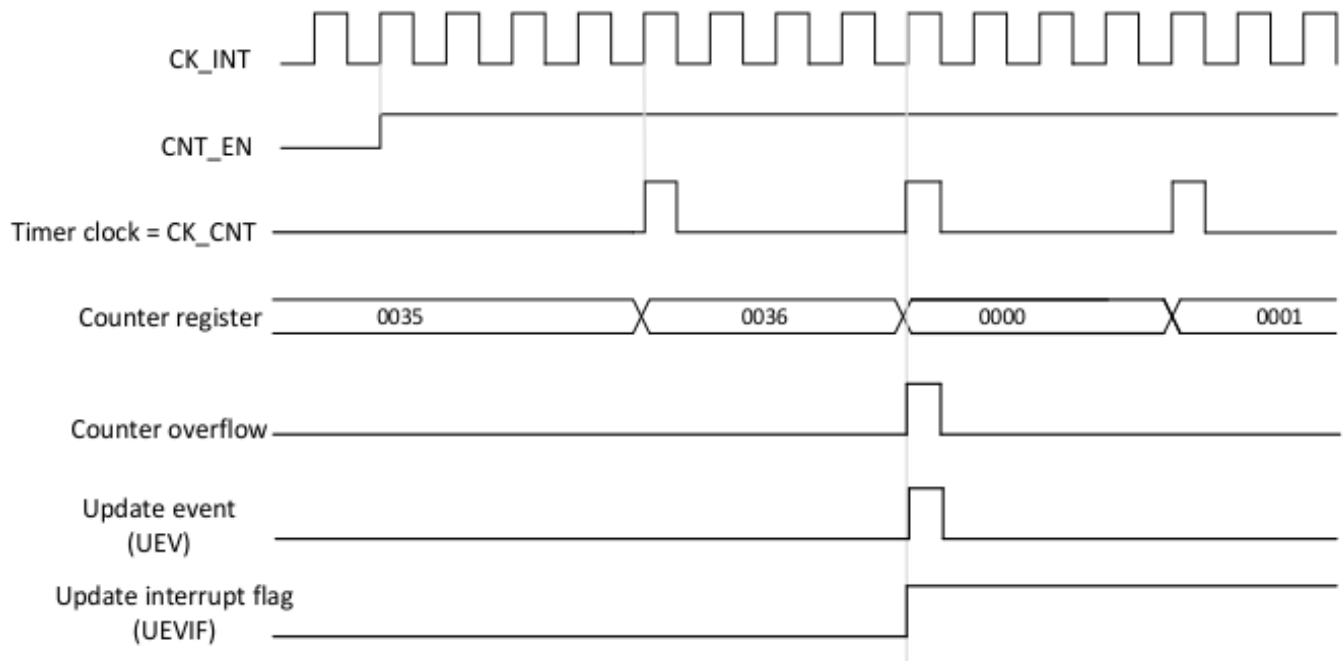 CK_INT
CNT_EN
Timer clock = CK_CNT
Counter register
0035
0036
0000
0001
Counter overflow
Update event
(UEV)
Update interrupt flag
(UEVIF)